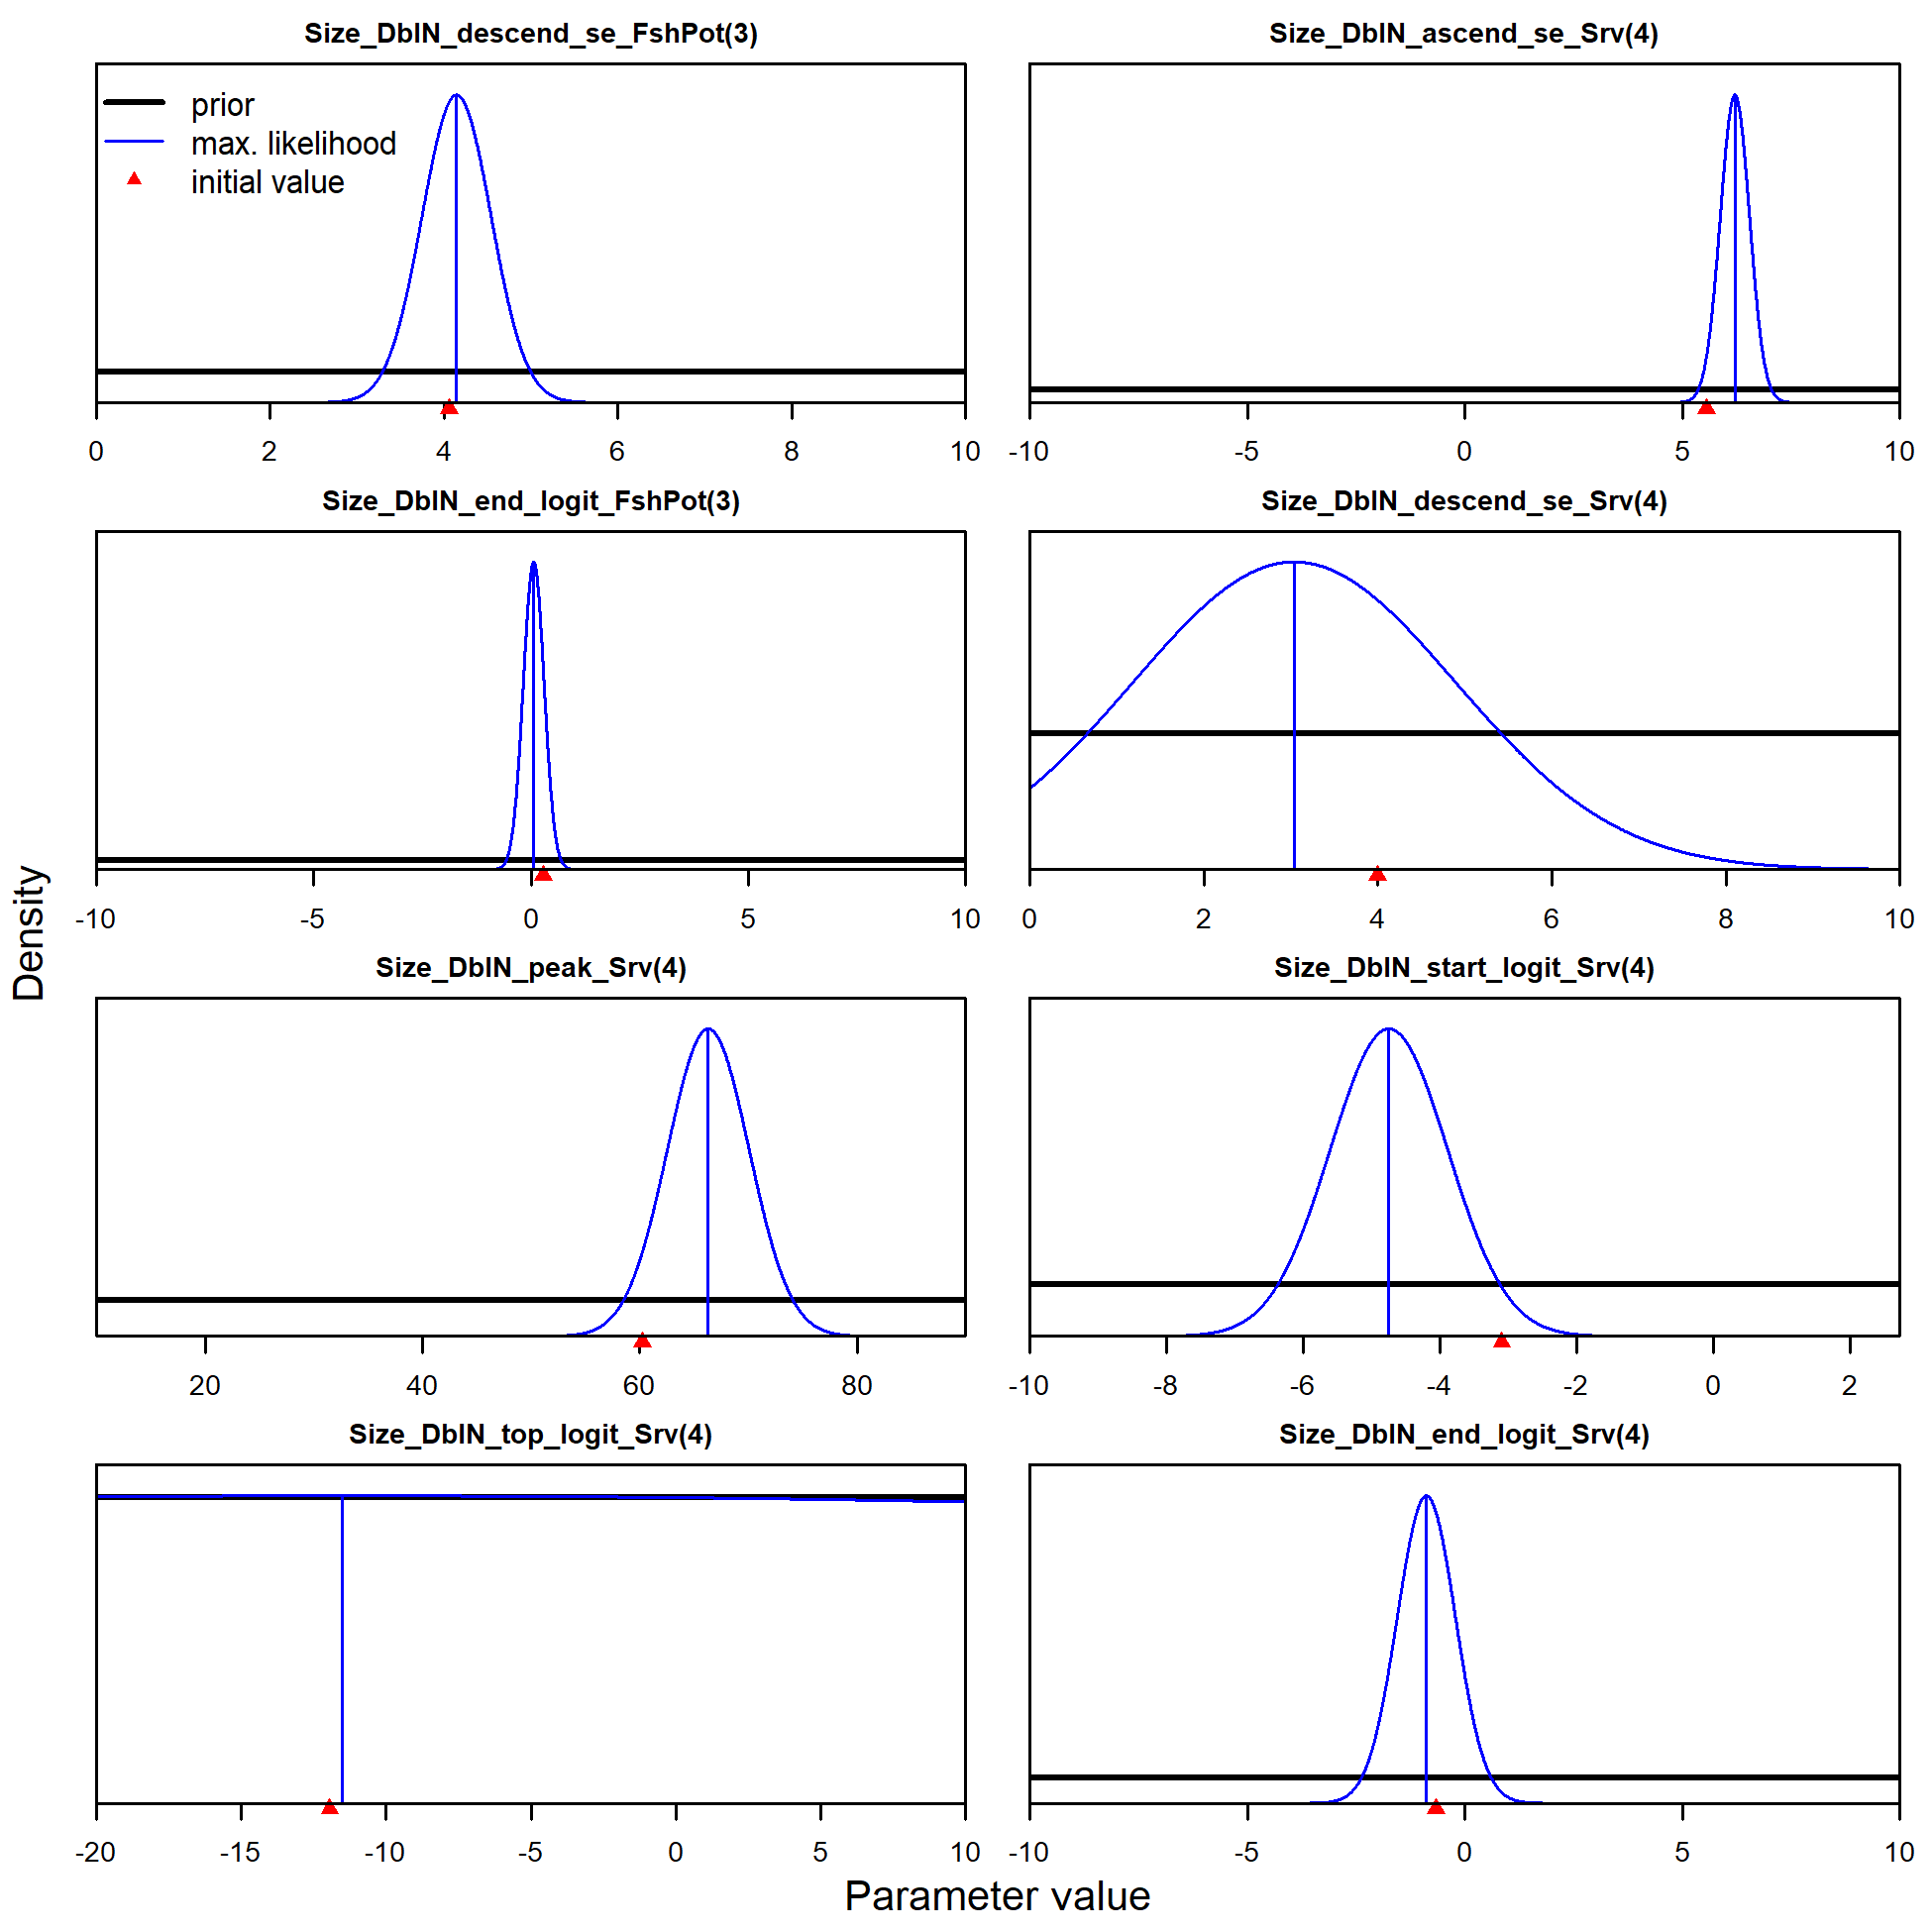 Size_DblN_descend_se_FshPot(3)
prior
max. likelihood
initial value
0 2 4 6 8 10
Size_DblN_ascend_se_Srv(4)
-10 -5 0 5 10
Size_DblN_end_logit_FshPot(3)
-10 -5 0 5 10
Size_DblN_descend_se_Srv(4)
0 2 4 6 8 10
Density
Size_DblN_peak_Srv(4)
20 40 60 80
Size_DblN_start_logit_Srv(4)
-10 -8 -6 -4 -2 0 2
Size_DblN_top_logit_Srv(4)
-20 -15 -10 -5 0 5 10
Size_DblN_end_logit_Srv(4)
-10 -5 0 5 10
Parameter value